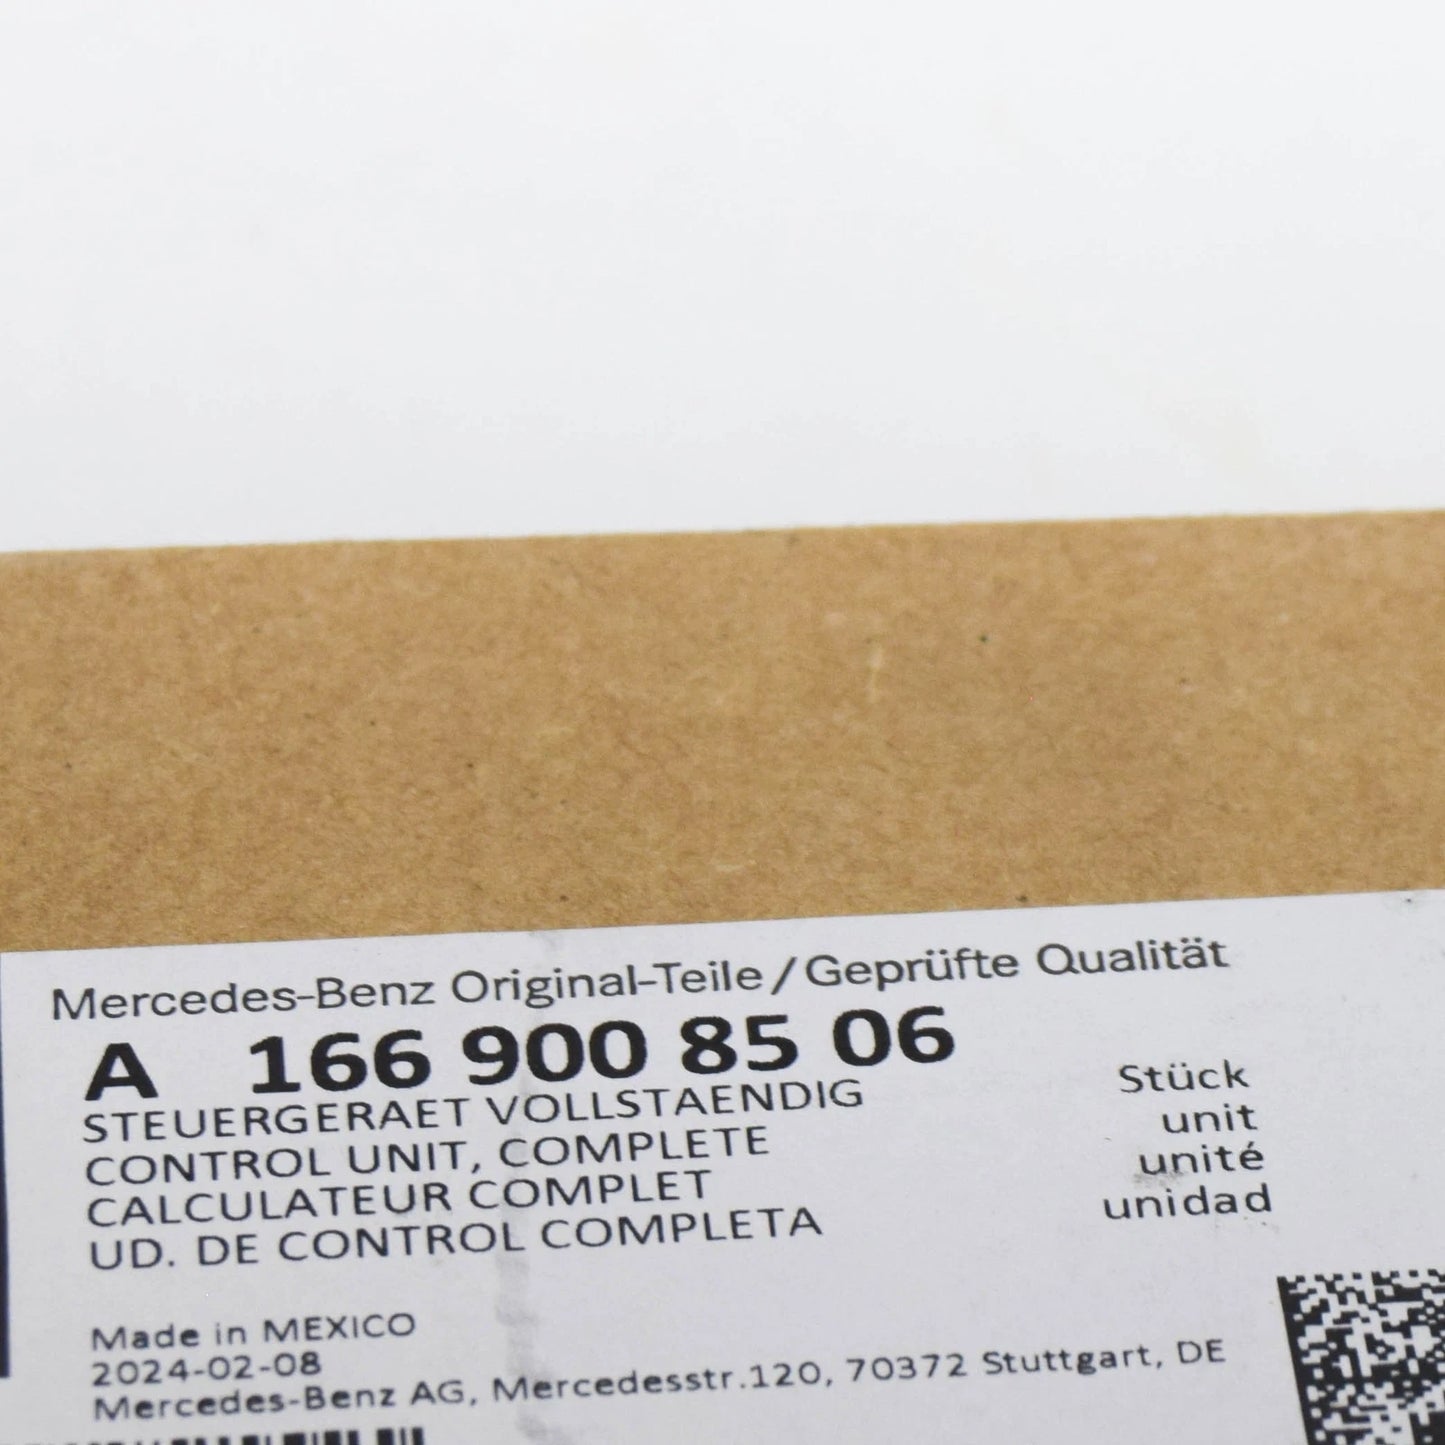 Mercedes-Benz Original-Teile/Geprüfte Qualität
A 166 900 85 06
STEUERGERAET VOLLSTAENDIG
CONTROL UNIT, COMPLETE
CALCULATEUR COMPLET
UD. DE CONTROL COMPLETA
Stück
unit
unité
unidad
Made in MEXICO
2024-02-08
Mercedes-Benz AG, Mercedesstr.120, 70372 Stuttgart, DE